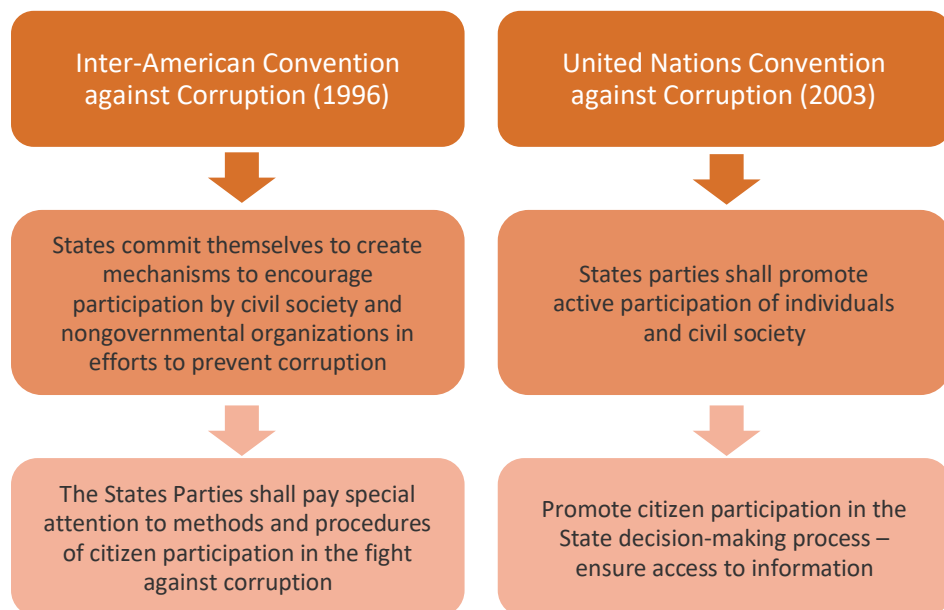 Inter-American Convention
against Corruption (1996)
States commit themselves to create
mechanisms to encourage
participation by civil society and
nongovernmental organizations in
efforts to prevent corruption
The States Parties shall pay special
attention to methods and procedures
of citizen participation in the fight
against corruption
United Nations Convention
against Corruption (2003)
States parties shall promote
active participation of individuals
and civil society
Promote citizen participation in the
State decision-making process –
ensure access to information